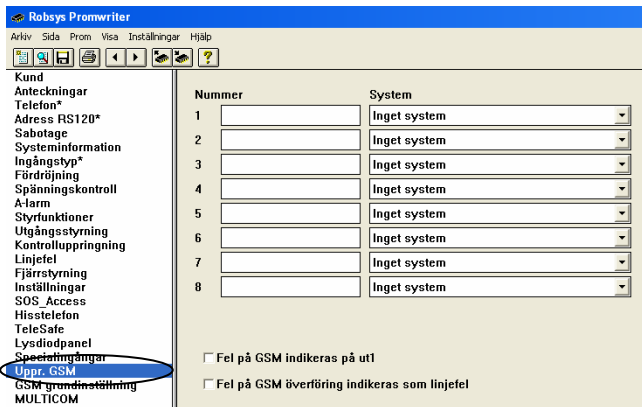 Robsys Promwriter
Arkiv Sida Prom Visa Inställningar Hjälp
Kund
Anteckningar
Telefon*
Adress RS120*
Sabotage
Systeminformation
Ingångstyp*
Fördröjning
Spänningskontroll
A-larm
Styrfunktioner
Utgångsstyrning
Kontrolluppringning
Linjefel
Fjärrstyrning
Inställningar
SOS_Access
Hisstelefon
TeleSafe
Lysdiodpanel
Specialingångar
Uppr. GSM
GSM grundinställning
MULTICOM
Nummer System
1 Inget system
2 Inget system
3 Inget system
4 Inget system
5 Inget system
6 Inget system
7 Inget system
8 Inget system
Fel på GSM indikeras på ut1
Fel på GSM överföring indikeras som linjefel